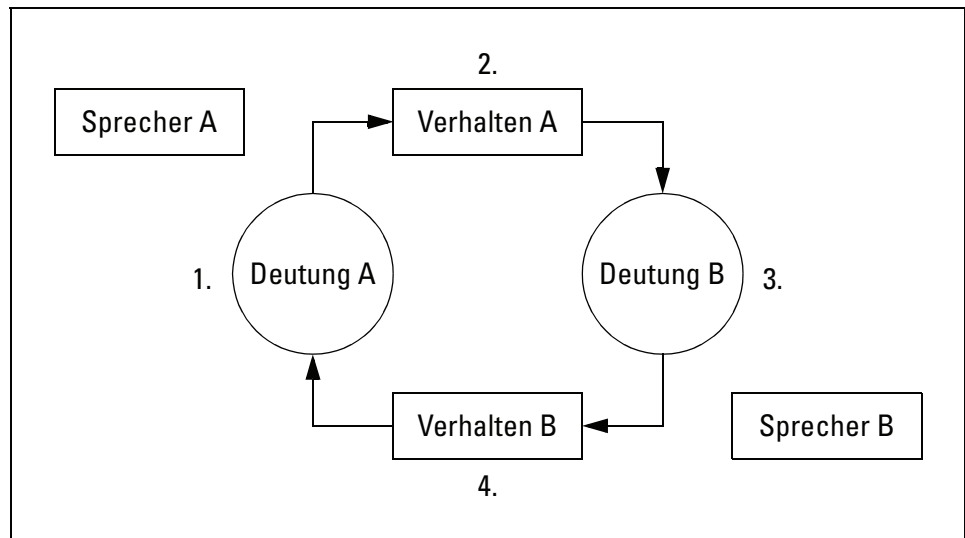 2.
Sprecher A
Verhalten A
1.
Deutung A
Deutung B
3.
Verhalten B
Sprecher B
4.